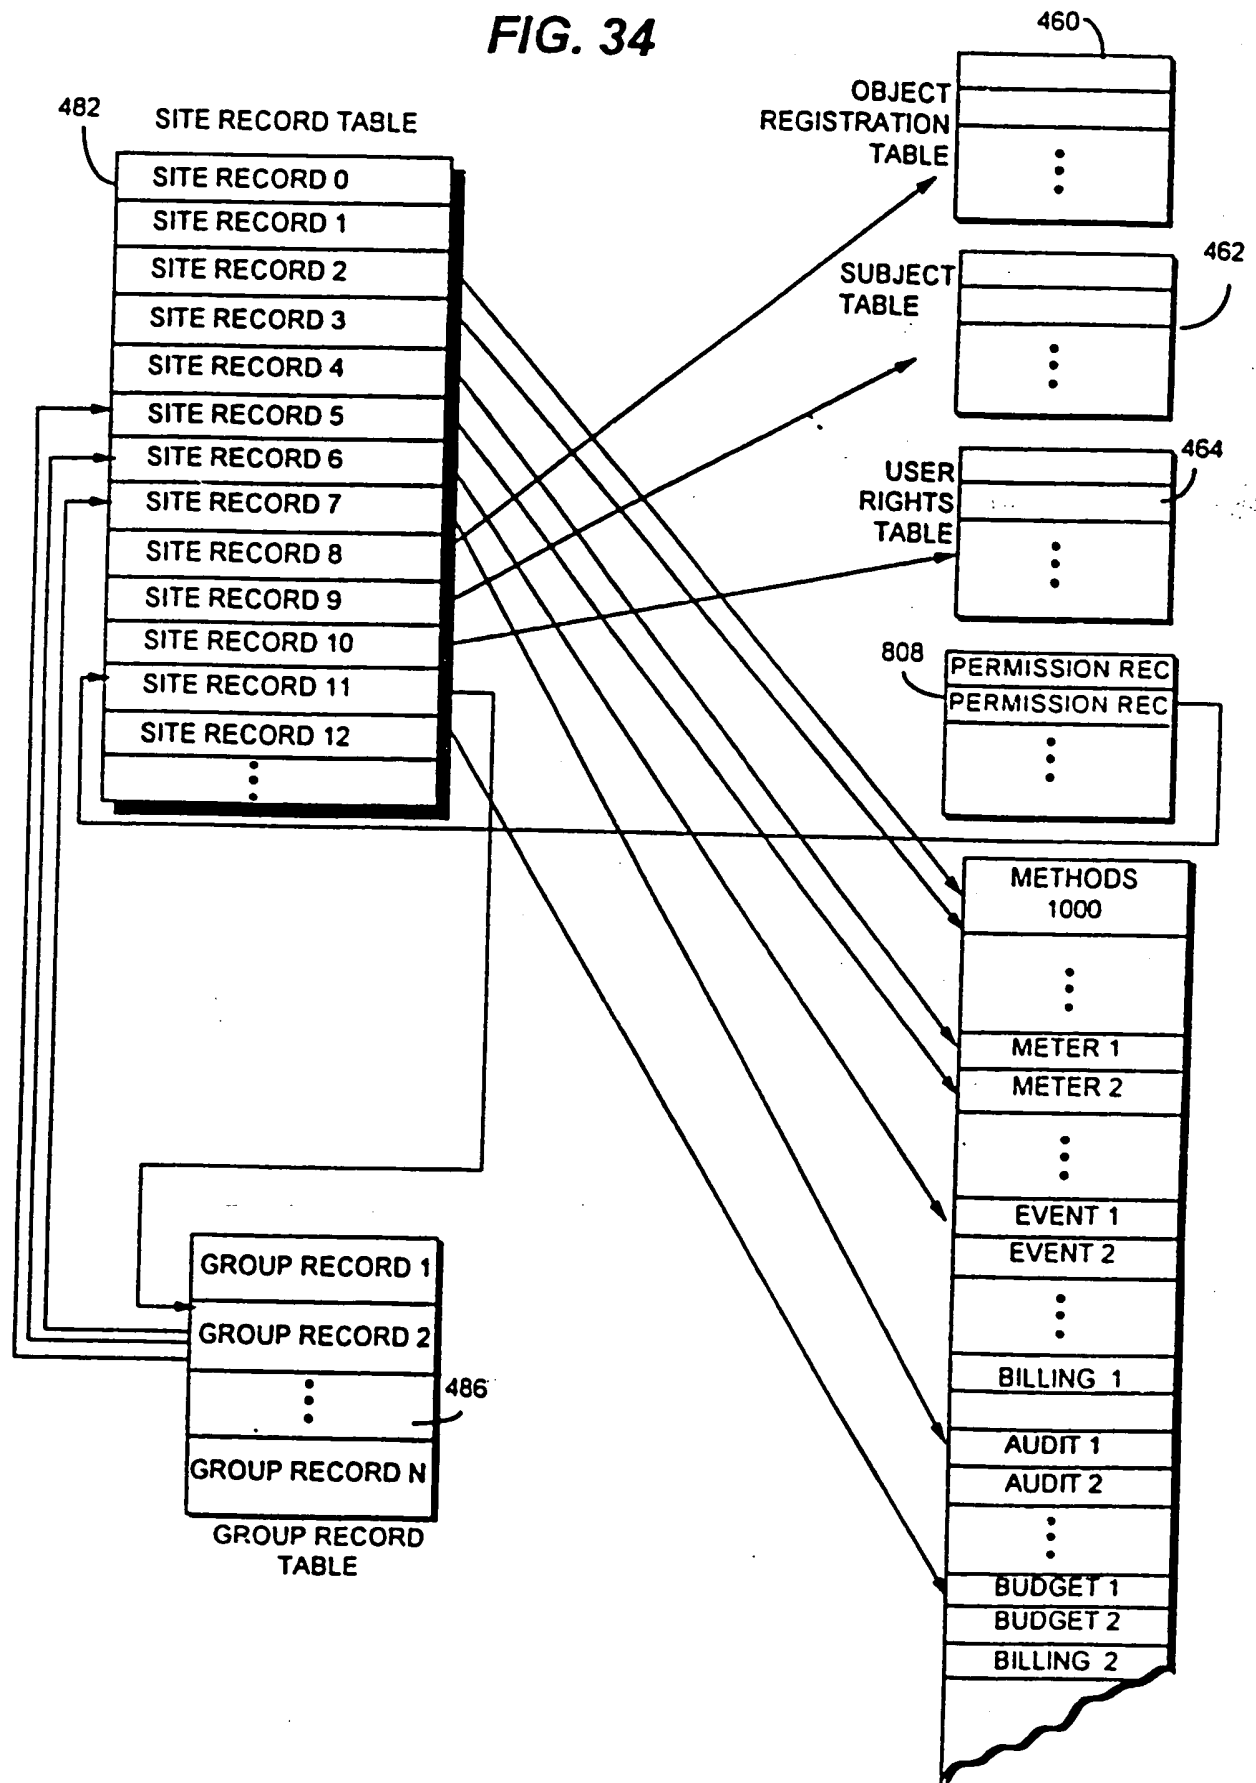 FIG. 34
482
SITE RECORD TABLE
SITE RECORD 0
SITE RECORD 1
SITE RECORD 2
SITE RECORD 3
SITE RECORD 4
SITE RECORD 5
SITE RECORD 6
SITE RECORD 7
SITE RECORD 8
SITE RECORD 9
SITE RECORD 10
SITE RECORD 11
SITE RECORD 12
460
OBJECT
REGISTRATION
TABLE
462
SUBJECT
TABLE
464
USER
RIGHTS
TABLE
808
PERMISSION REC
PERMISSION REC
METHODS
1000
METER 1
METER 2
EVENT 1
EVENT 2
BILLING 1
AUDIT 1
AUDIT 2
BUDGET 1
BUDGET 2
BILLING 2
GROUP RECORD 1
GROUP RECORD 2
486
GROUP RECORD N
GROUP RECORD
TABLE